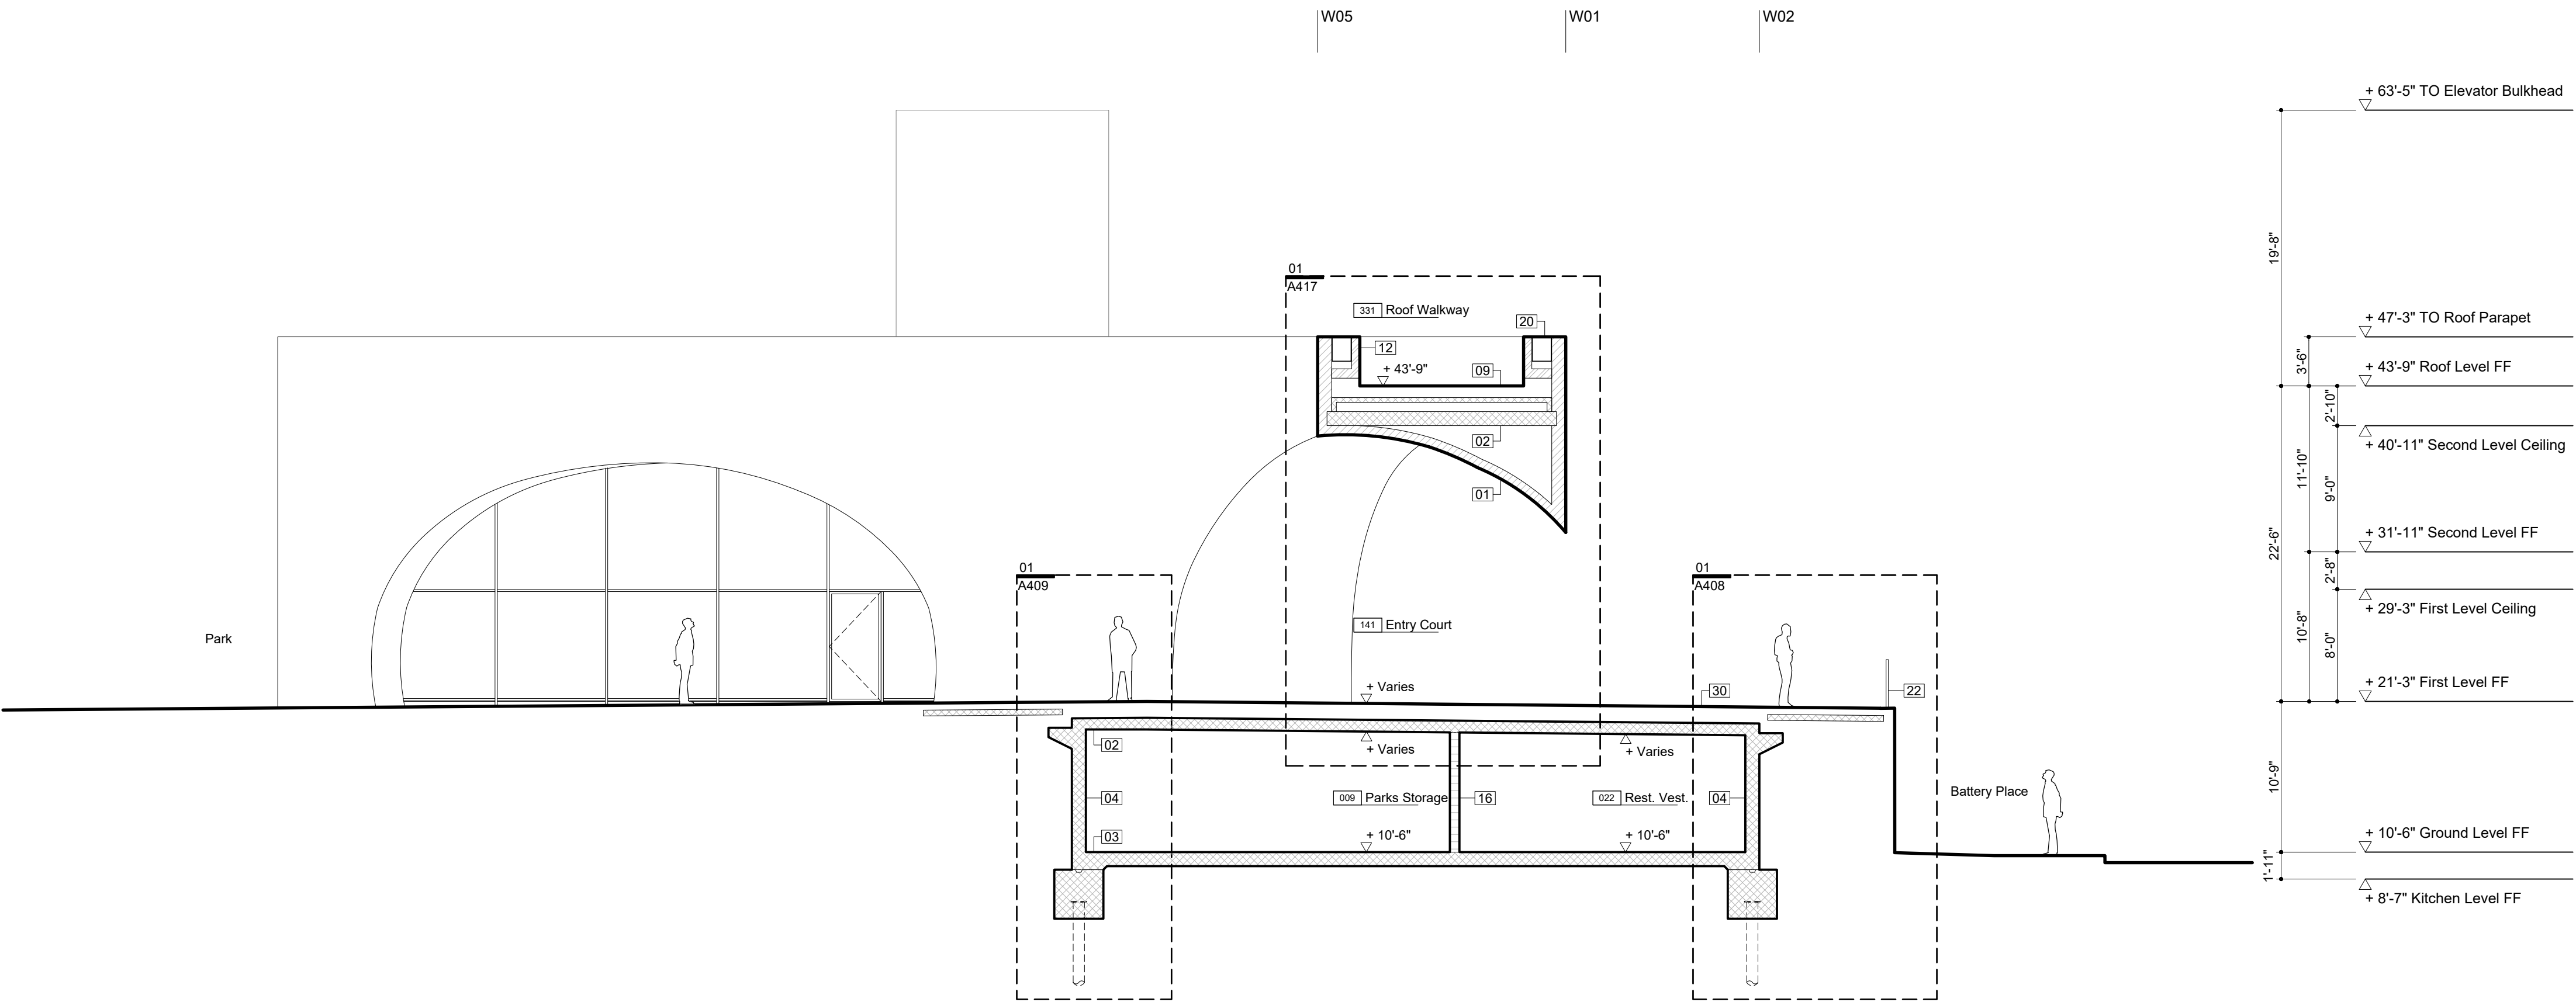 W05
W01
W02
+ 63'-5" TO Elevator Bulkhead
19'-8"
01
A417
331 Roof Walkway
20
+ 47'-3" TO Roof Parapet
12
3'-6"
+ 43'-9"
09
+ 43'-9" Roof Level FF
2'-10"
02
+ 40'-11" Second Level Ceiling
11'-10"
9'-0"
01
22'-6"
+ 31'-11" Second Level FF
01
A409
01
A408
2'-8"
+ 29'-3" First Level Ceiling
Park
141 Entry Court
10'-8"
8'-0"
+ Varies
30
22
+ 21'-3" First Level FF
02
+ Varies
+ Varies
04
009 Parks Storage
16
022 Rest. Vest.
04
Battery Place
10'-9"
03
+ 10'-6"
+ 10'-6"
+ 10'-6" Ground Level FF
1'-11"
+ 8'-7" Kitchen Level FF